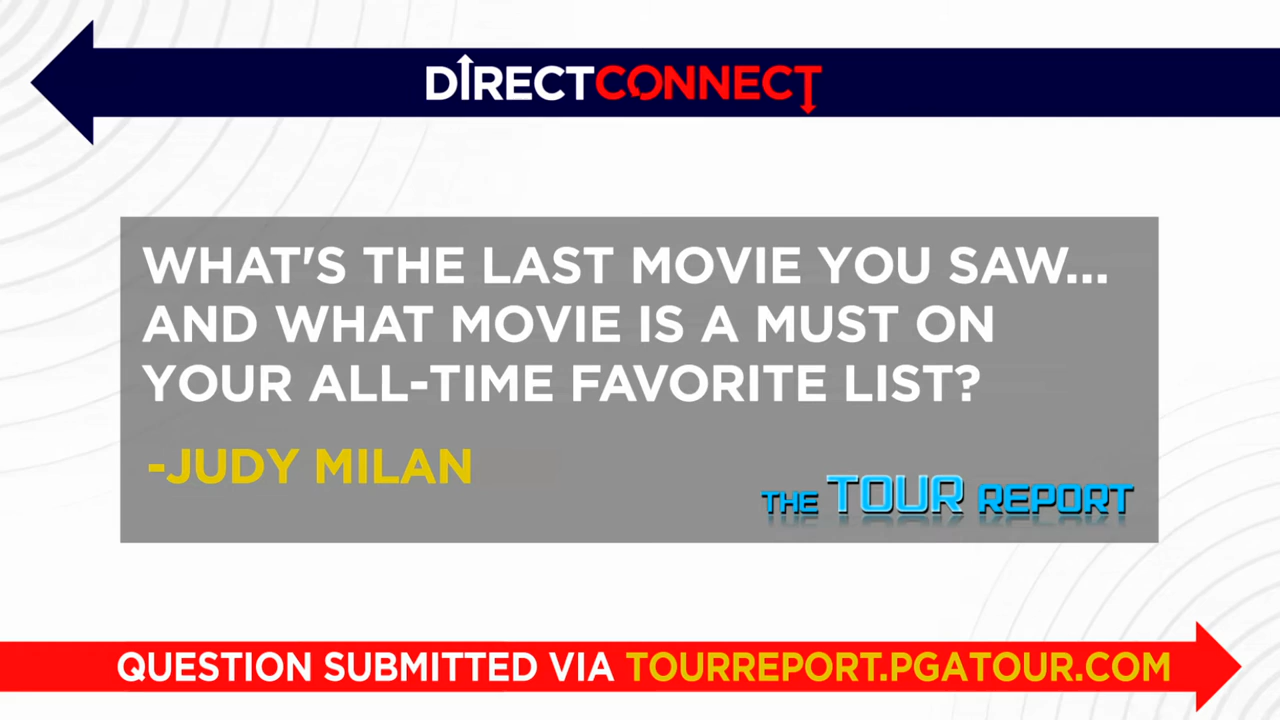 DIRECTCONNECT
WHAT'S THE LAST MOVIE YOU SAW...
AND WHAT MOVIE IS A MUST ON
YOUR ALL-TIME FAVORITE LIST?
-JUDY MILAN
THE TOUR REPORT
QUESTION SUBMITTED VIA TOURREPORT.PGATOUR.COM